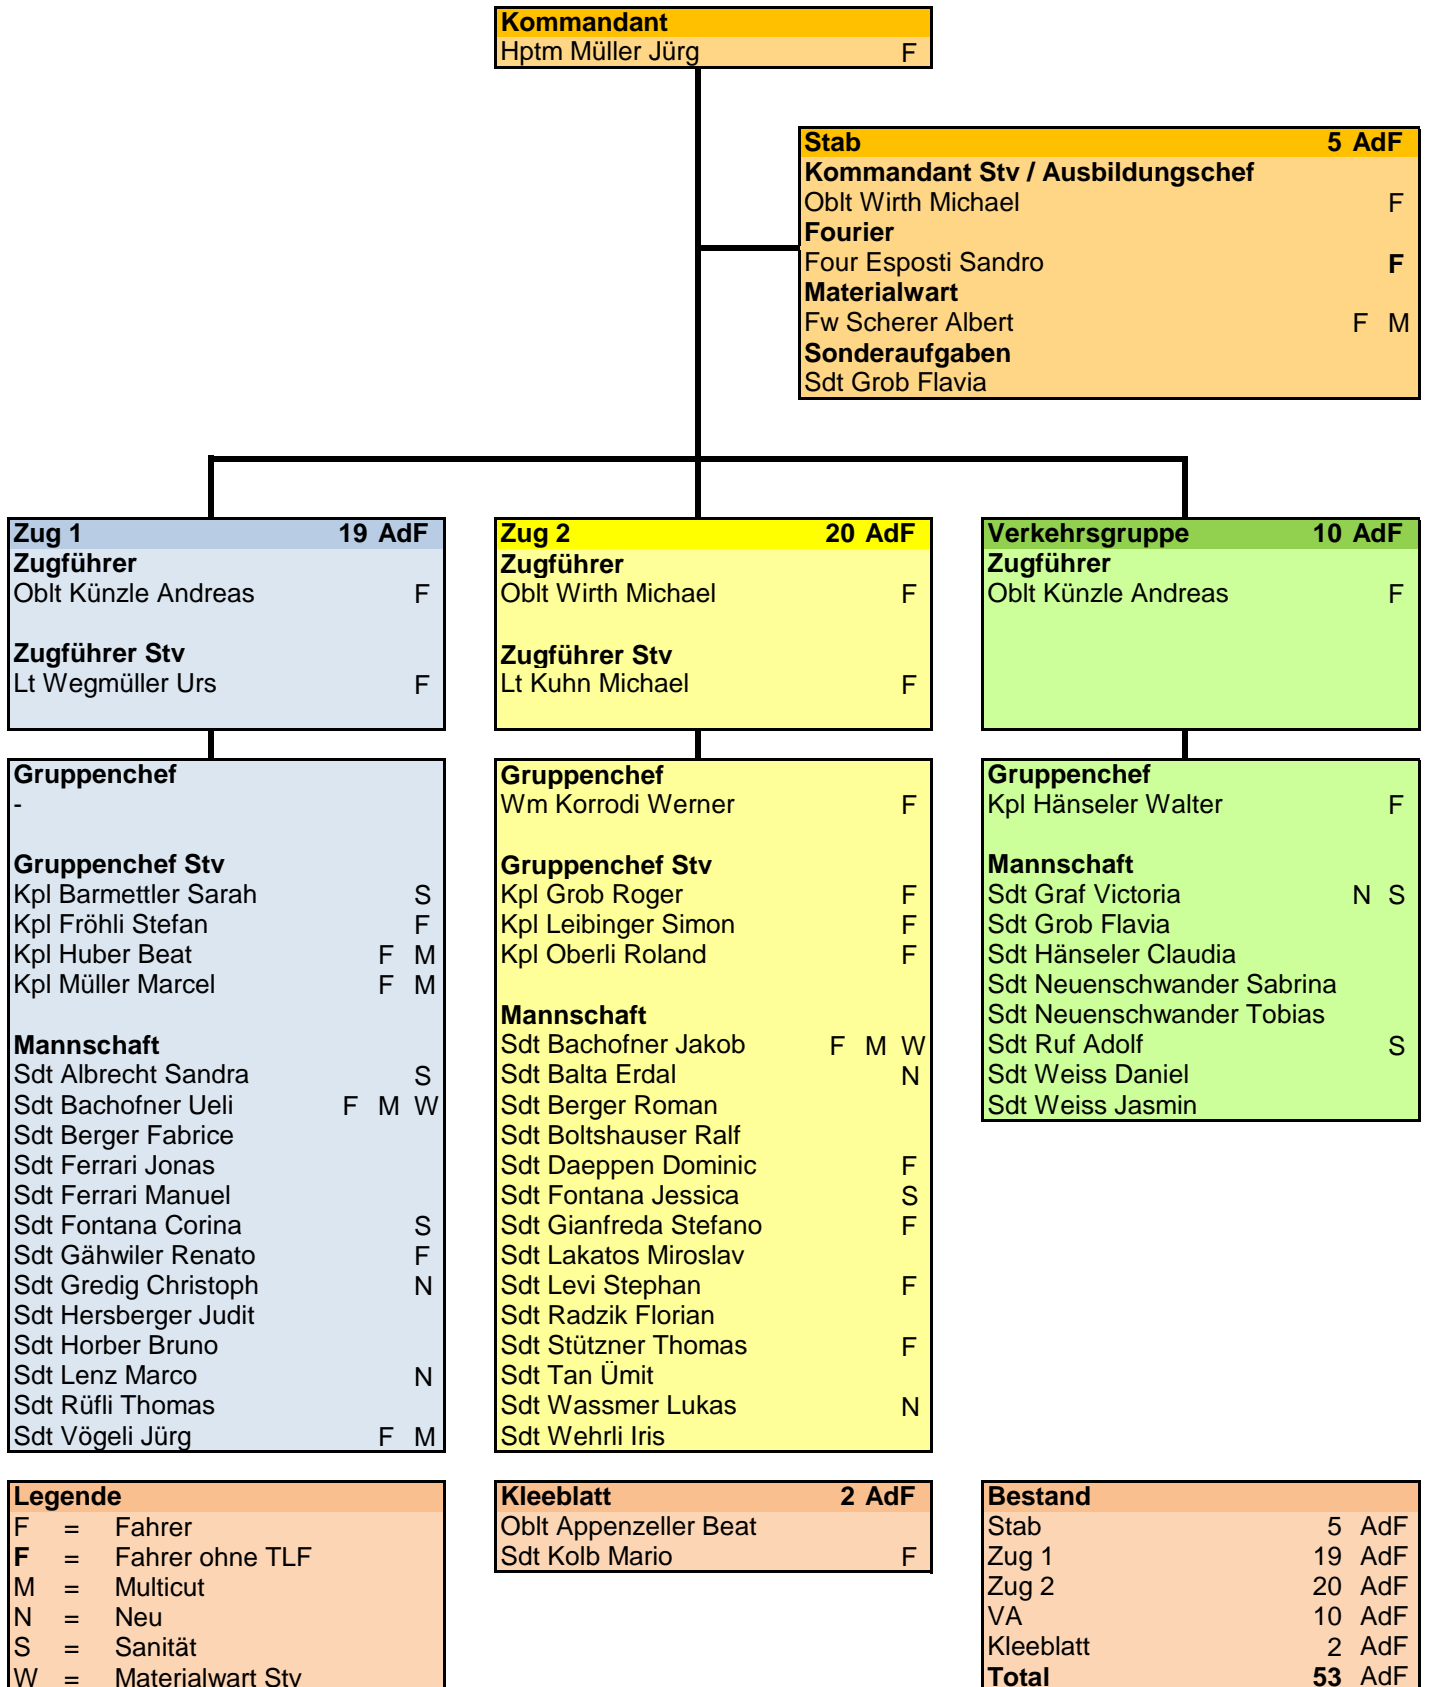 Kommandant
Hptm Müller Jürg F
Stab 5 AdF
Kommandant Stv / Ausbildungschef
Oblt Wirth Michael F
Fourier
Four Esposti Sandro F
Materialwart
Fw Scherer Albert F M
Sonderaufgaben
Sdt Grob Flavia
Zug 1 19 AdF
Zugführer
Oblt Künzle Andreas F
Zugführer Stv
Lt Wegmüller Urs F
Gruppenchef
-
Gruppenchef Stv
Kpl Barmettler Sarah S
Kpl Fröhli Stefan F
Kpl Huber Beat F M
Kpl Müller Marcel F M
Mannschaft
Sdt Albrecht Sandra S
Sdt Bachofner Ueli F M W
Sdt Berger Fabrice
Sdt Ferrari Jonas
Sdt Ferrari Manuel
Sdt Fontana Corina S
Sdt Gähwiler Renato F
Sdt Gredig Christoph N
Sdt Hersberger Judit
Sdt Horber Bruno
Sdt Lenz Marco N
Sdt Rüfli Thomas
Sdt Vögeli Jürg F M
Zug 2 20 AdF
Zugführer
Oblt Wirth Michael F
Zugführer Stv
Lt Kuhn Michael F
Gruppenchef
Wm Korrodi Werner F
Gruppenchef Stv
Kpl Grob Roger F
Kpl Leibinger Simon F
Kpl Oberli Roland F
Mannschaft
Sdt Bachofner Jakob F M W
Sdt Balta Erdal N
Sdt Berger Roman
Sdt Boltshauser Ralf
Sdt Daeppen Dominic F
Sdt Fontana Jessica S
Sdt Gianfreda Stefano F
Sdt Lakatos Miroslav
Sdt Levi Stephan F
Sdt Radzik Florian
Sdt Stützner Thomas F
Sdt Tan Ümit
Sdt Wassmer Lukas N
Sdt Wehrli Iris
Verkehrsgruppe 10 AdF
Zugführer
Oblt Künzle Andreas F
Gruppenchef
Kpl Hänseler Walter F
Mannschaft
Sdt Graf Victoria N S
Sdt Grob Flavia
Sdt Hänseler Claudia
Sdt Neuenschwander Sabrina
Sdt Neuenschwander Tobias
Sdt Ruf Adolf S
Sdt Weiss Daniel
Sdt Weiss Jasmin
Legende
F = Fahrer
F = Fahrer ohne TLF
M = Multicut
N = Neu
S = Sanität
W = Materialwart Stv
Kleeblatt 2 AdF
Oblt Appenzeller Beat
Sdt Kolb Mario F
Bestand
Stab 5 AdF
Zug 1 19 AdF
Zug 2 20 AdF
VA 10 AdF
Kleeblatt 2 AdF
Total 53 AdF